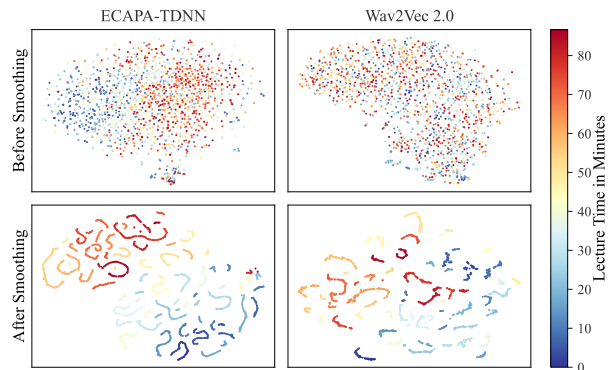 ECAPA-TDNN
Wav2Vec 2.0
Before Smoothing
After Smoothing
80
70
60
50
40
30
20
10
0
Lecture Time in Minutes